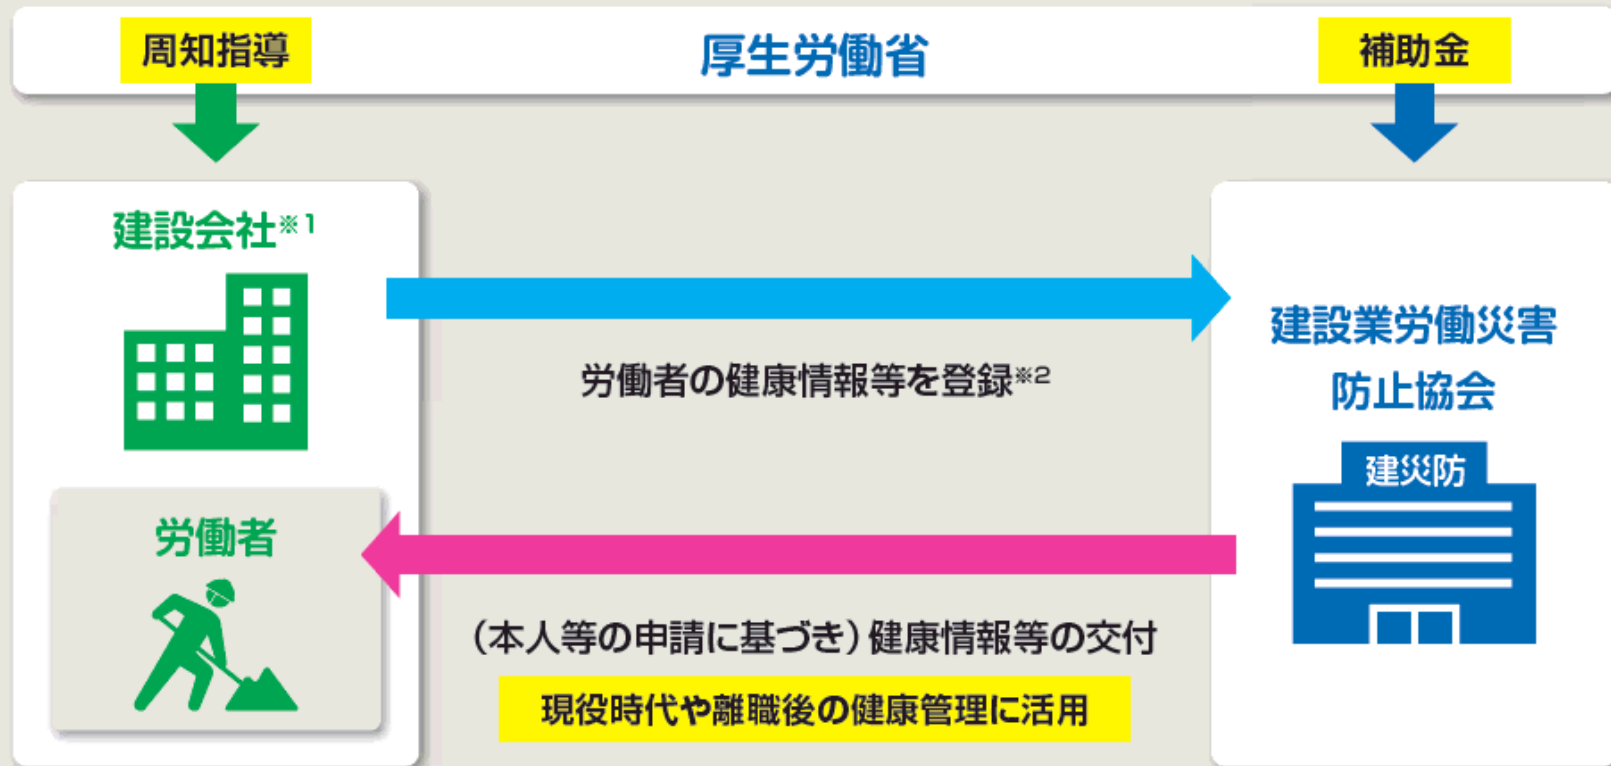 周知指導
厚生労働省
補助金
建設会社※1
労働者の健康情報等を登録※2
建設業労働災害
防止協会
建災防
労働者
(本人等の申請に基づき)健康情報等の交付
現役時代や離職後の健康管理に活用